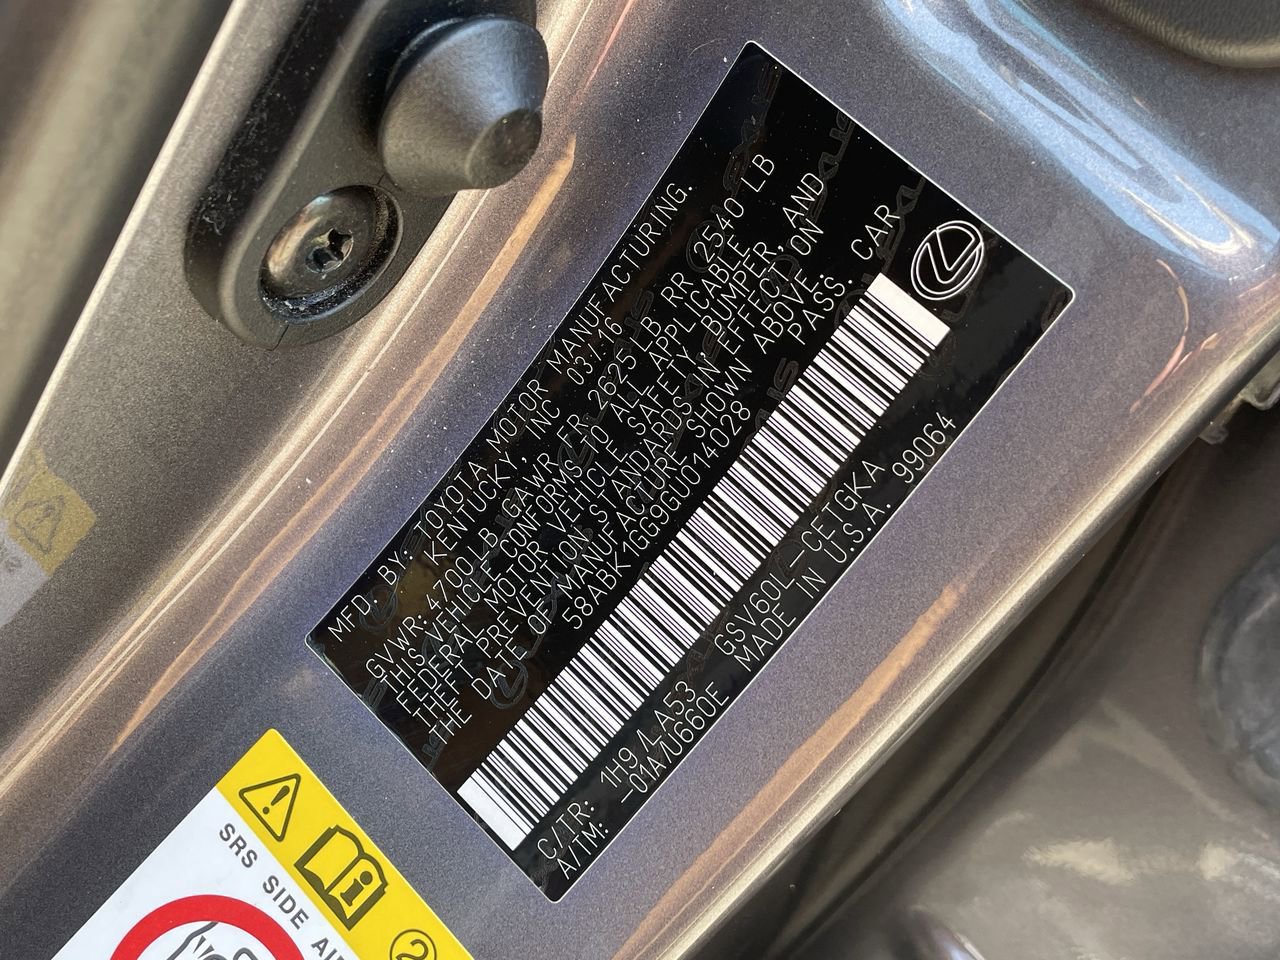 MFD. BY: TOYOTA MOTOR MANUFACTURING.
KENTUCKY, INC 03/16
GVWR: 4700 LB GAWR FR 2625 LB RR 2540 LB
THIS VEHICLE CONFORMS TO ALL APPLICABLE
FEDERAL MOTOR VEHICLE SAFETY, BUMPER, AND
THEFT PREVENTION STANDARDS IN EFFECT ON
THE DATE OF MANUFACTURE SHOWN ABOVE
58ABK1GG9GU014028 PASS. CAR
C/TR: 1H9/LA53 GSV60L-CETGKA
A/TM: -01A/U660E MADE IN U.S.A. 99064
SRS SIDE
2